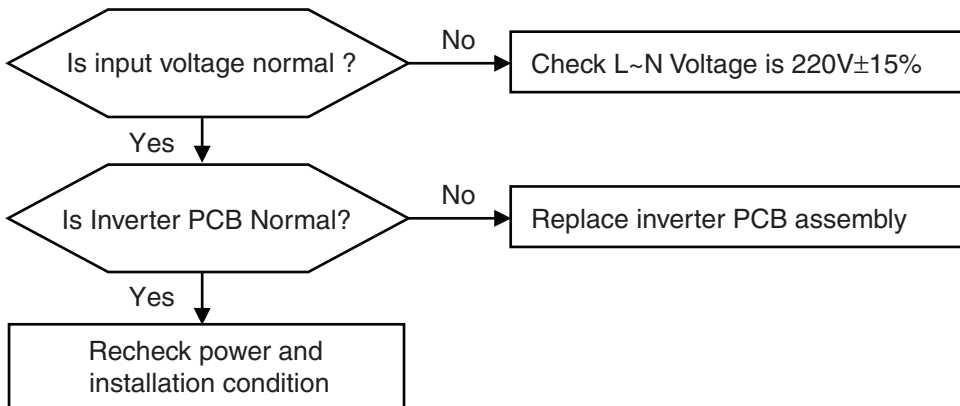 Is input voltage normal ?
No
Check L~N Voltage is 220V±15%
Yes
Is Inverter PCB Normal?
No
Replace inverter PCB assembly
Yes
Recheck power and
installation condition